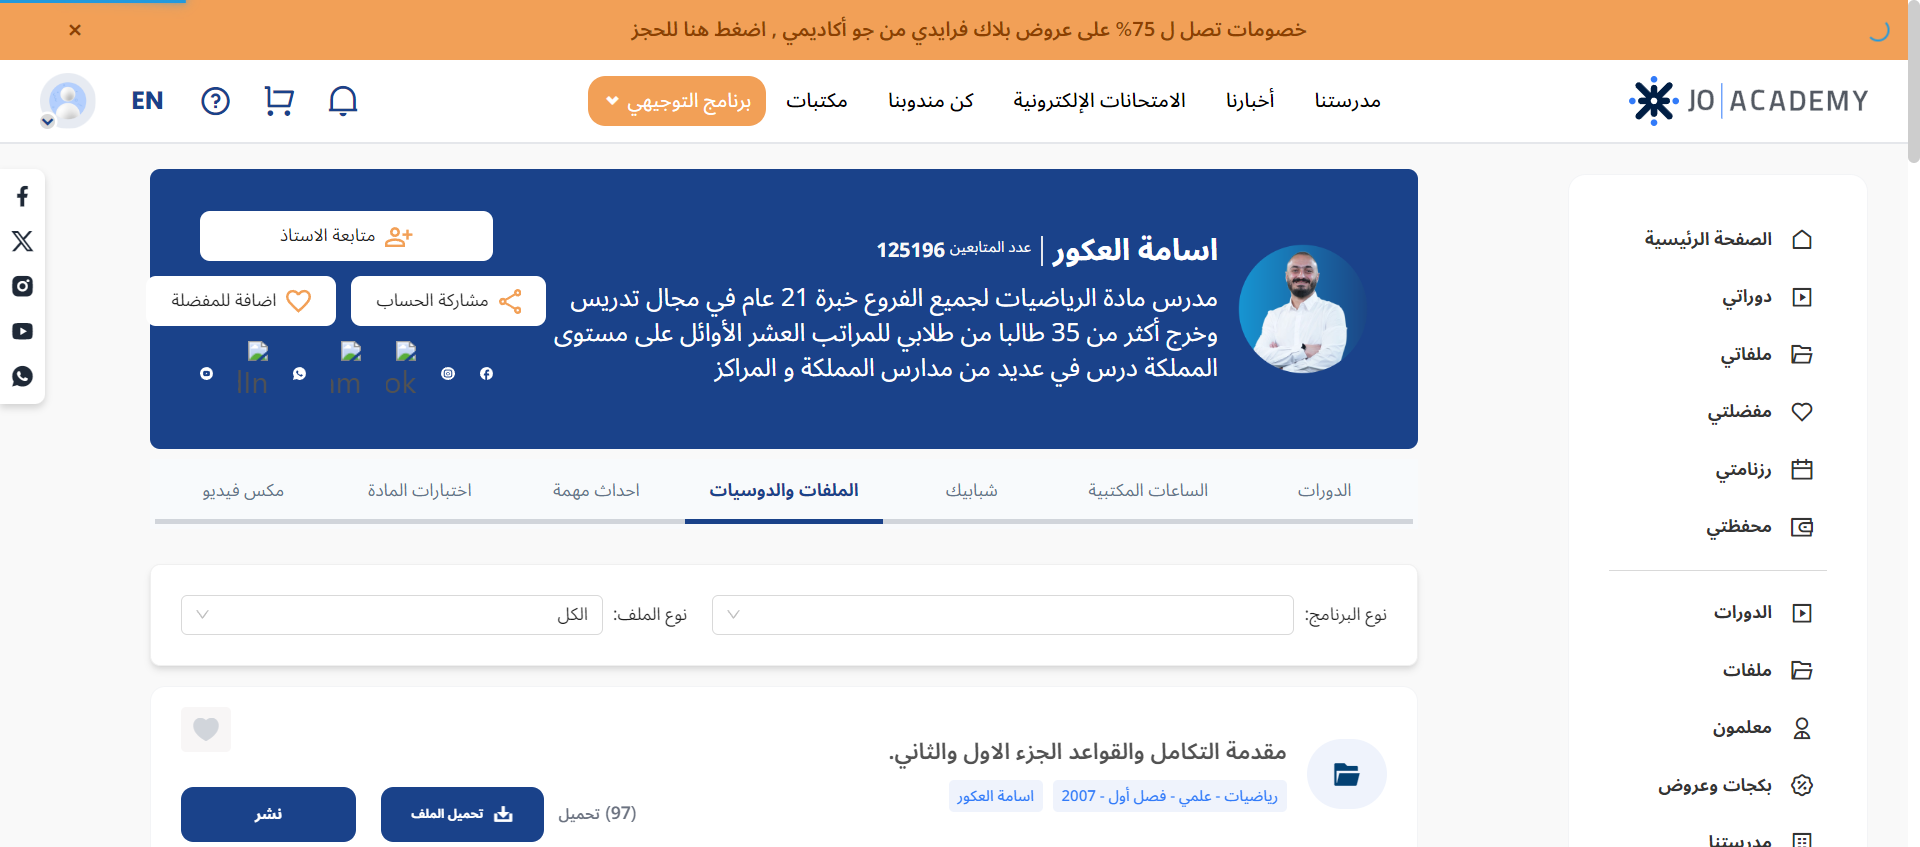 خصومات تصل ل 75% على عروض بلاك فرايدي من جو أكاديمي , اضغط هنا للحجز
JO ACADEMY
مدرستنا
أخبارنا
الامتحانات الإلكترونية
كن مندوبنا
مكتبات
برنامج التوجيهي
EN
الصفحة الرئيسية
دوراتي
ملفاتي
مفضلتي
رزنامتي
محفظتي
الدورات
ملفات
معلمون
بكجات وعروض
مدرستنا
اسامة العكور
عدد المتابعين 125196
مدرس مادة الرياضيات لجميع الفروع خبرة 21 عام في مجال تدريس
وخرج أكثر من 35 طالبا من طلابي للمراتب العشر الأوائل على مستوى
المملكة درس في عديد من مدارس المملكة و المراكز
متابعة الاستاذ
مشاركة الحساب
اضافة للمفضلة
ok
am
الدورات
الساعات المكتبية
شبابيك
الملفات والدوسيات
احداث مهمة
اختبارات المادة
مكس فيديو
نوع البرنامج:
نوع الملف:
الكل
مقدمة التكامل والقواعد الجزء الاول والثاني.
رياضيات - علمي - فصل أول - 2007
اسامة العكور
(97) تحميل
تحميل الملف
نشر